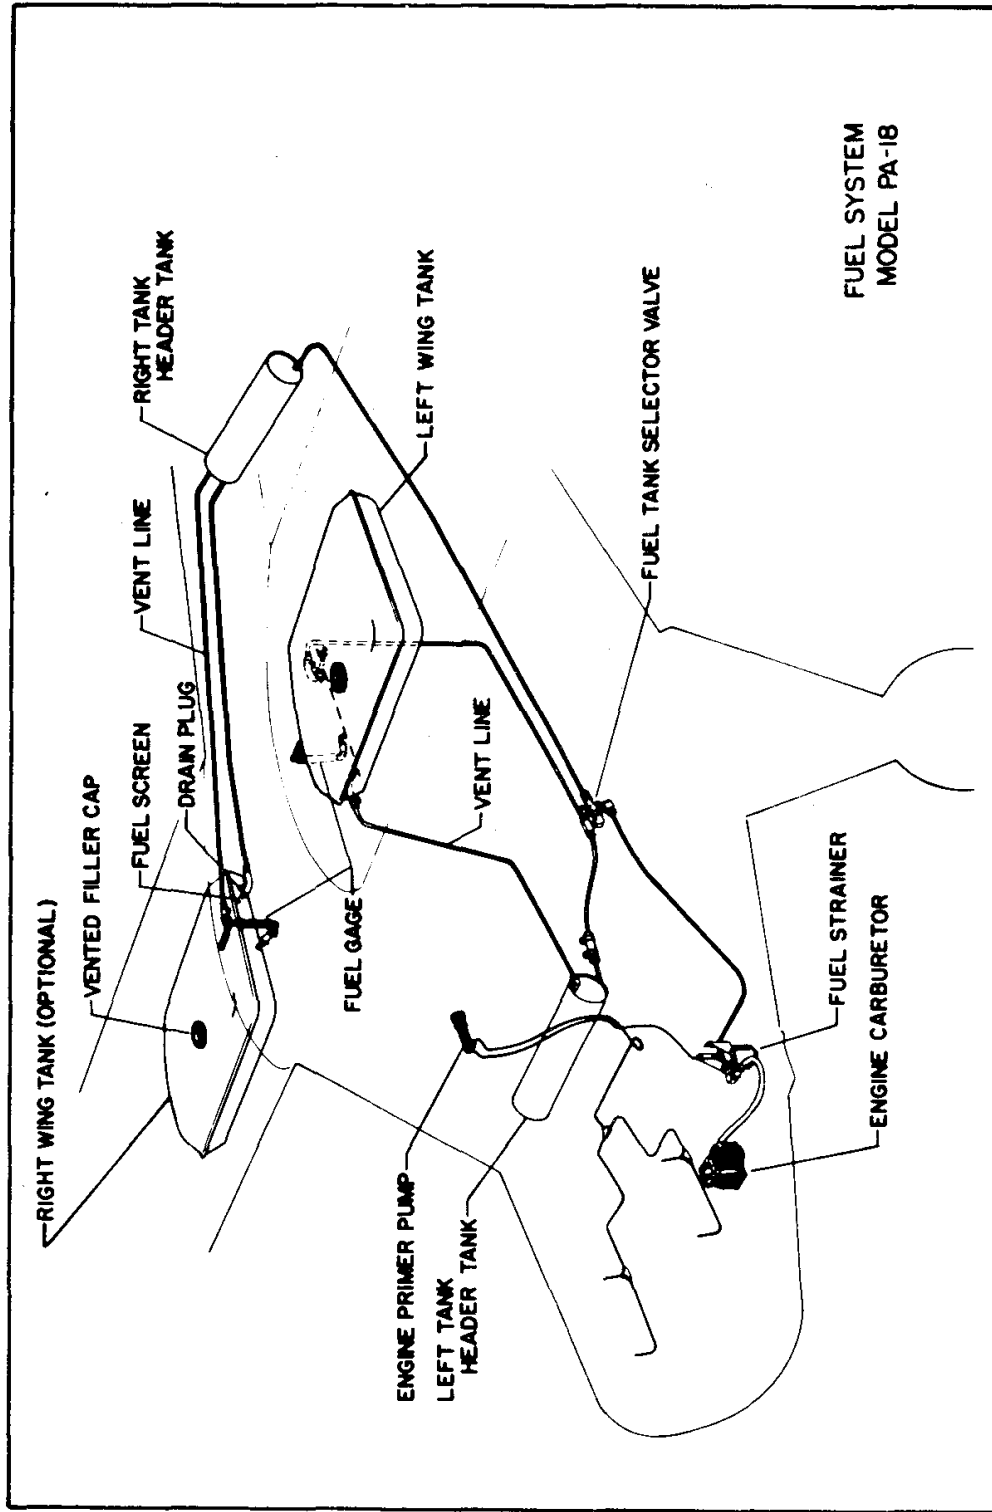 RIGHT WING TANK (OPTIONAL)
VENTED FILLER CAP
FUEL SCREEN
DRAIN PLUG
VENT LINE
RIGHT TANK
HEADER TANK
LEFT WING TANK
FUEL GAGE
VENT LINE
ENGINE PRIMER PUMP
LEFT TANK
HEADER TANK
FUEL TANK SELECTOR VALVE
FUEL STRAINER
ENGINE CARBURETOR
FUEL SYSTEM
MODEL PA-18